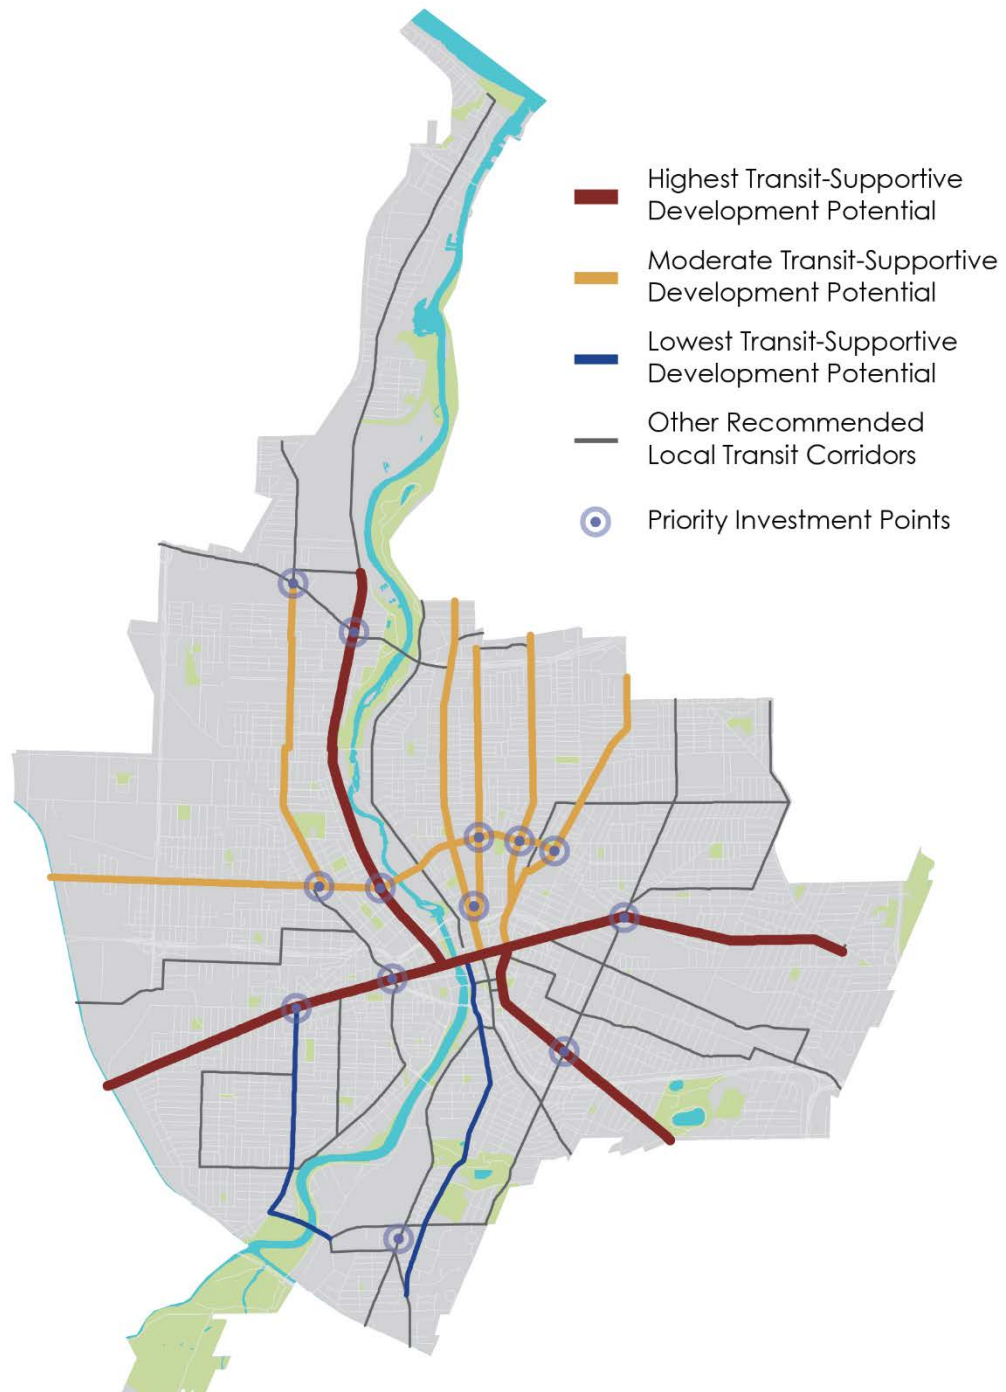 Highest Transit-Supportive
Development Potential
Moderate Transit-Supportive
Development Potential
Lowest Transit-Supportive
Development Potential
Other Recommended
Local Transit Corridors
Priority Investment Points